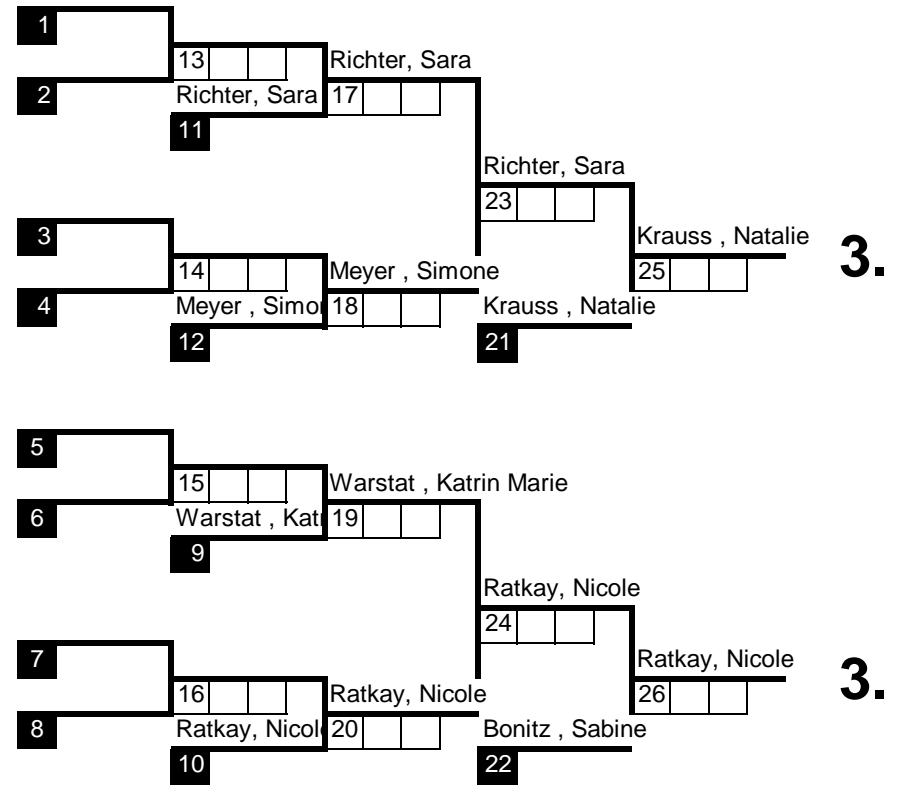 1
13 Richter, Sara
2 Richter, Sara 17
11
Richter, Sara
23
3 Krauss , Natalie 3.
14 Meyer , Simone 25
4 Meyer , Simo 18 Krauss , Natalie
12 21
5
15 Warstat , Katrin Marie
6 Warstat , Kat 19
9
Ratkay, Nicole
24
7 Ratkay, Nicole 3.
16 Ratkay, Nicole 26
8 Ratkay, Nicol 20 Bonitz , Sabine
10 22